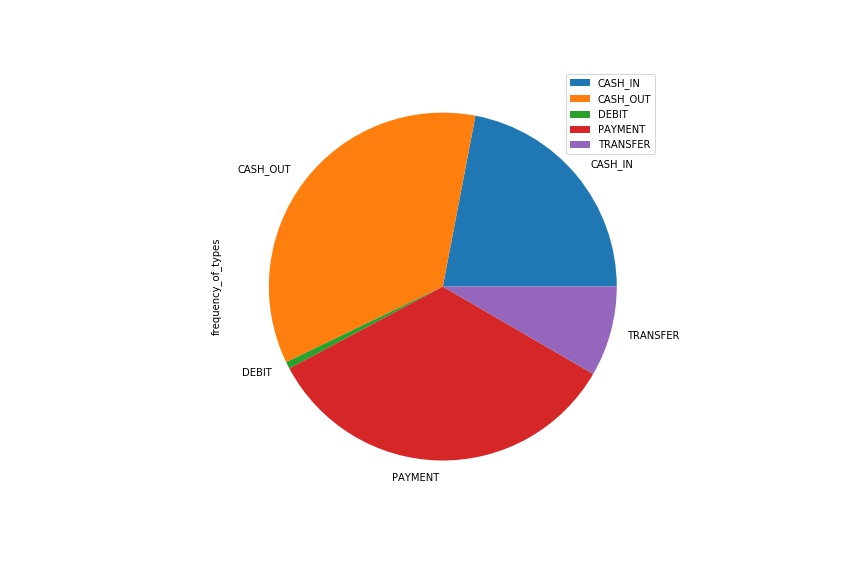 CASH_IN
CASH_OUT
DEBIT
PAYMENT
TRANSFER
CASH_IN
CASH_OUT
frequency_of_types
TRANSFER
DEBIT
PAYMENT